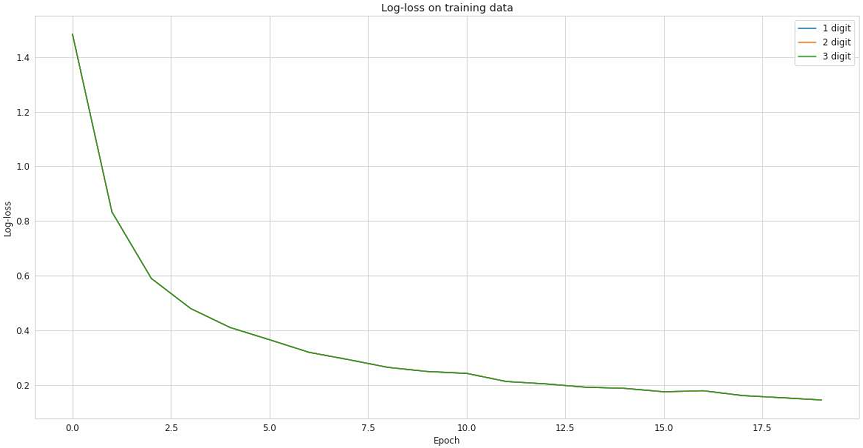 Log-loss on training data
1 digit
2 digit
3 digit
1.4
1.2
1.0
0.8
0.6
0.4
0.2
Log-loss
0.0 2.5 5.0 7.5 10.0 12.5 15.0 17.5
Epoch